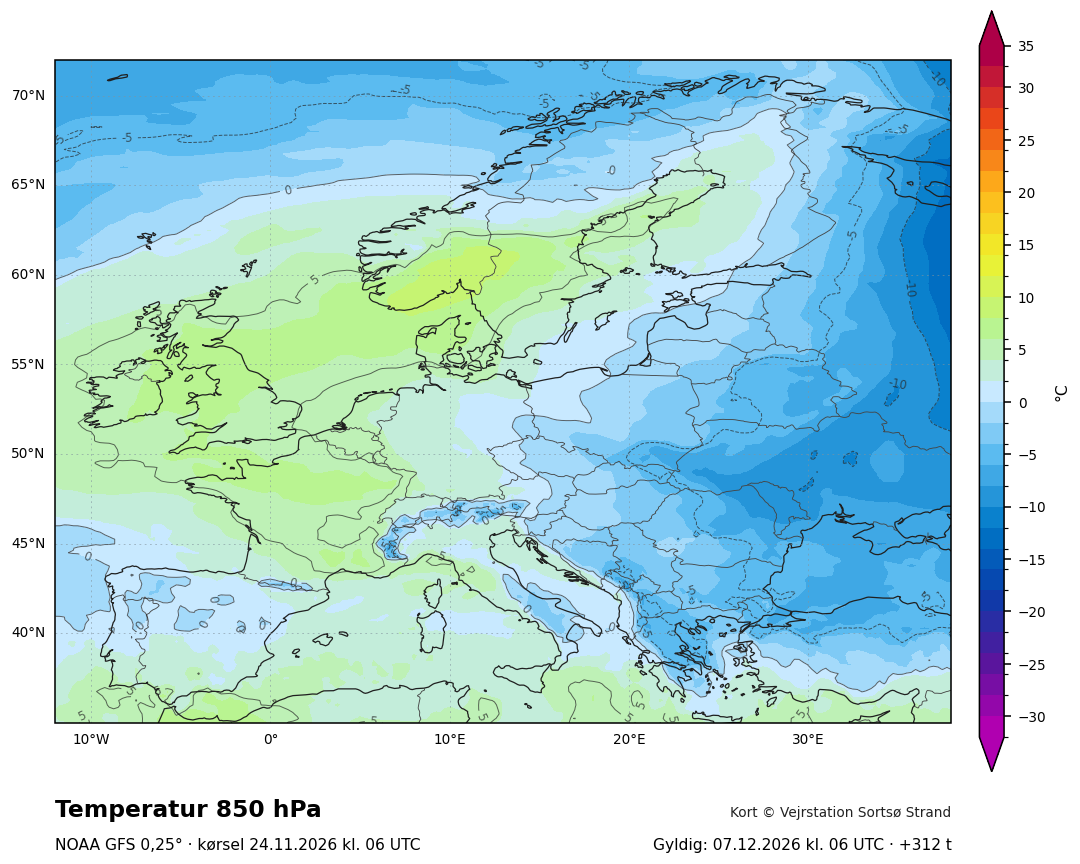 70°N
65°N
60°N
55°N
50°N
45°N
40°N
10°W 0° 10°E 20°E 30°E
35
30
25
20
15
10
5
0
−5
−10
−15
−20
−25
−30
°C
Temperatur 850 hPa
Kort © Vejrstation Sortsø Strand
NOAA GFS 0,25° · kørsel 24.11.2026 kl. 06 UTC
Gyldig: 07.12.2026 kl. 06 UTC · +312 t